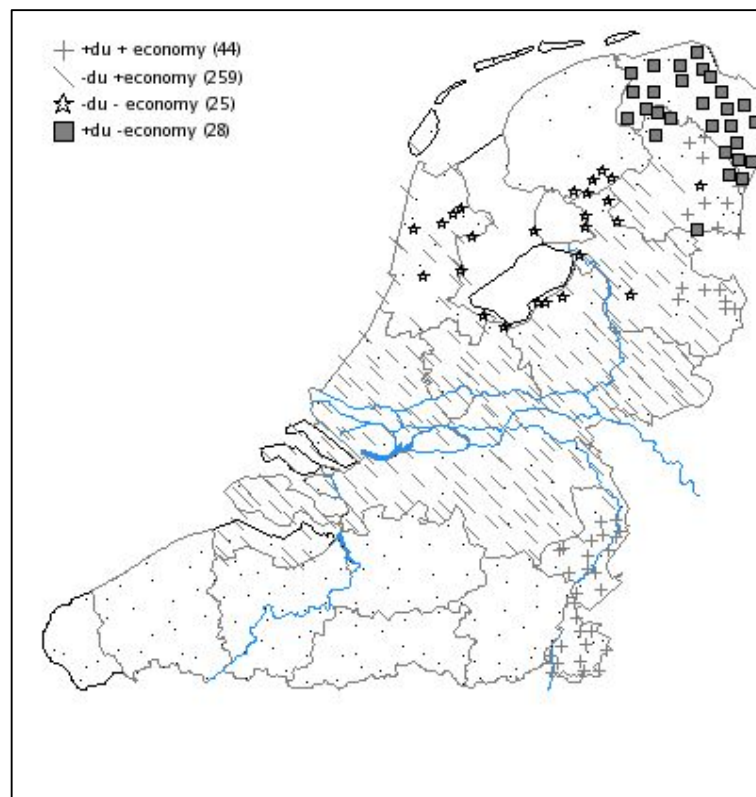 +du + economy (44)
-du +economy (259)
-du - economy (25)
+du -economy (28)